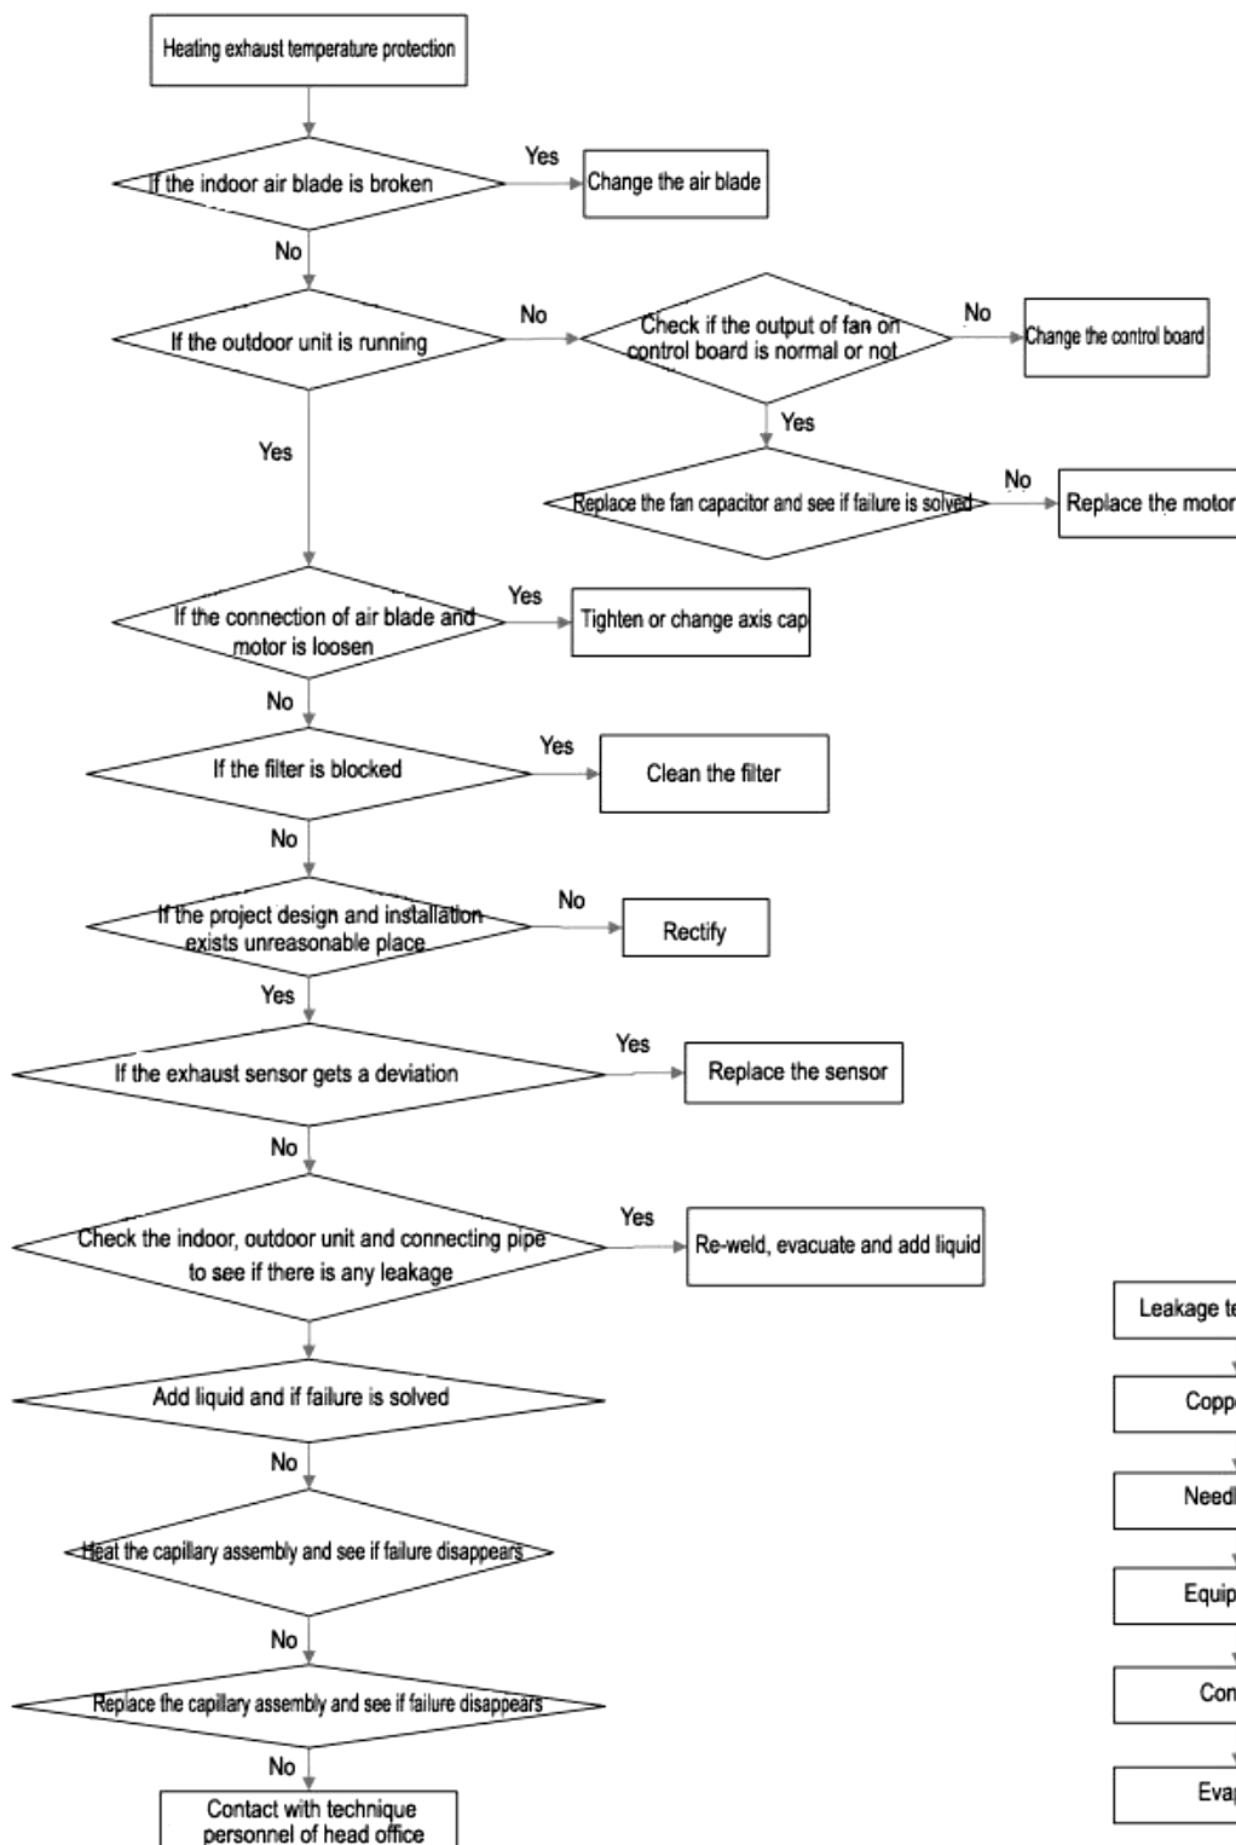 Heating exhaust temperature protection
If the indoor air blade is broken
Yes
Change the air blade
No
If the outdoor unit is running
No
Check if the output of fan on
control board is normal or not
No
Change the control board
Yes
Yes
Replace the fan capacitor and see if failure is solved
No
Replace the motor
If the connection of air blade and
motor is loosen
Yes
Tighten or change axis cap
No
If the filter is blocked
Yes
Clean the filter
No
If the project design and installation
exists unreasonable place
No
Rectify
Yes
If the exhaust sensor gets a deviation
Yes
Replace the sensor
No
Check the indoor, outdoor unit and connecting pipe
to see if there is any leakage
Yes
Re-weld, evacuate and add liquid
Add liquid and if failure is solved
No
Heat the capillary assembly and see if failure disappears
No
Replace the capillary assembly and see if failure disappears
No
Contact with technique
personnel of head office
Leakage